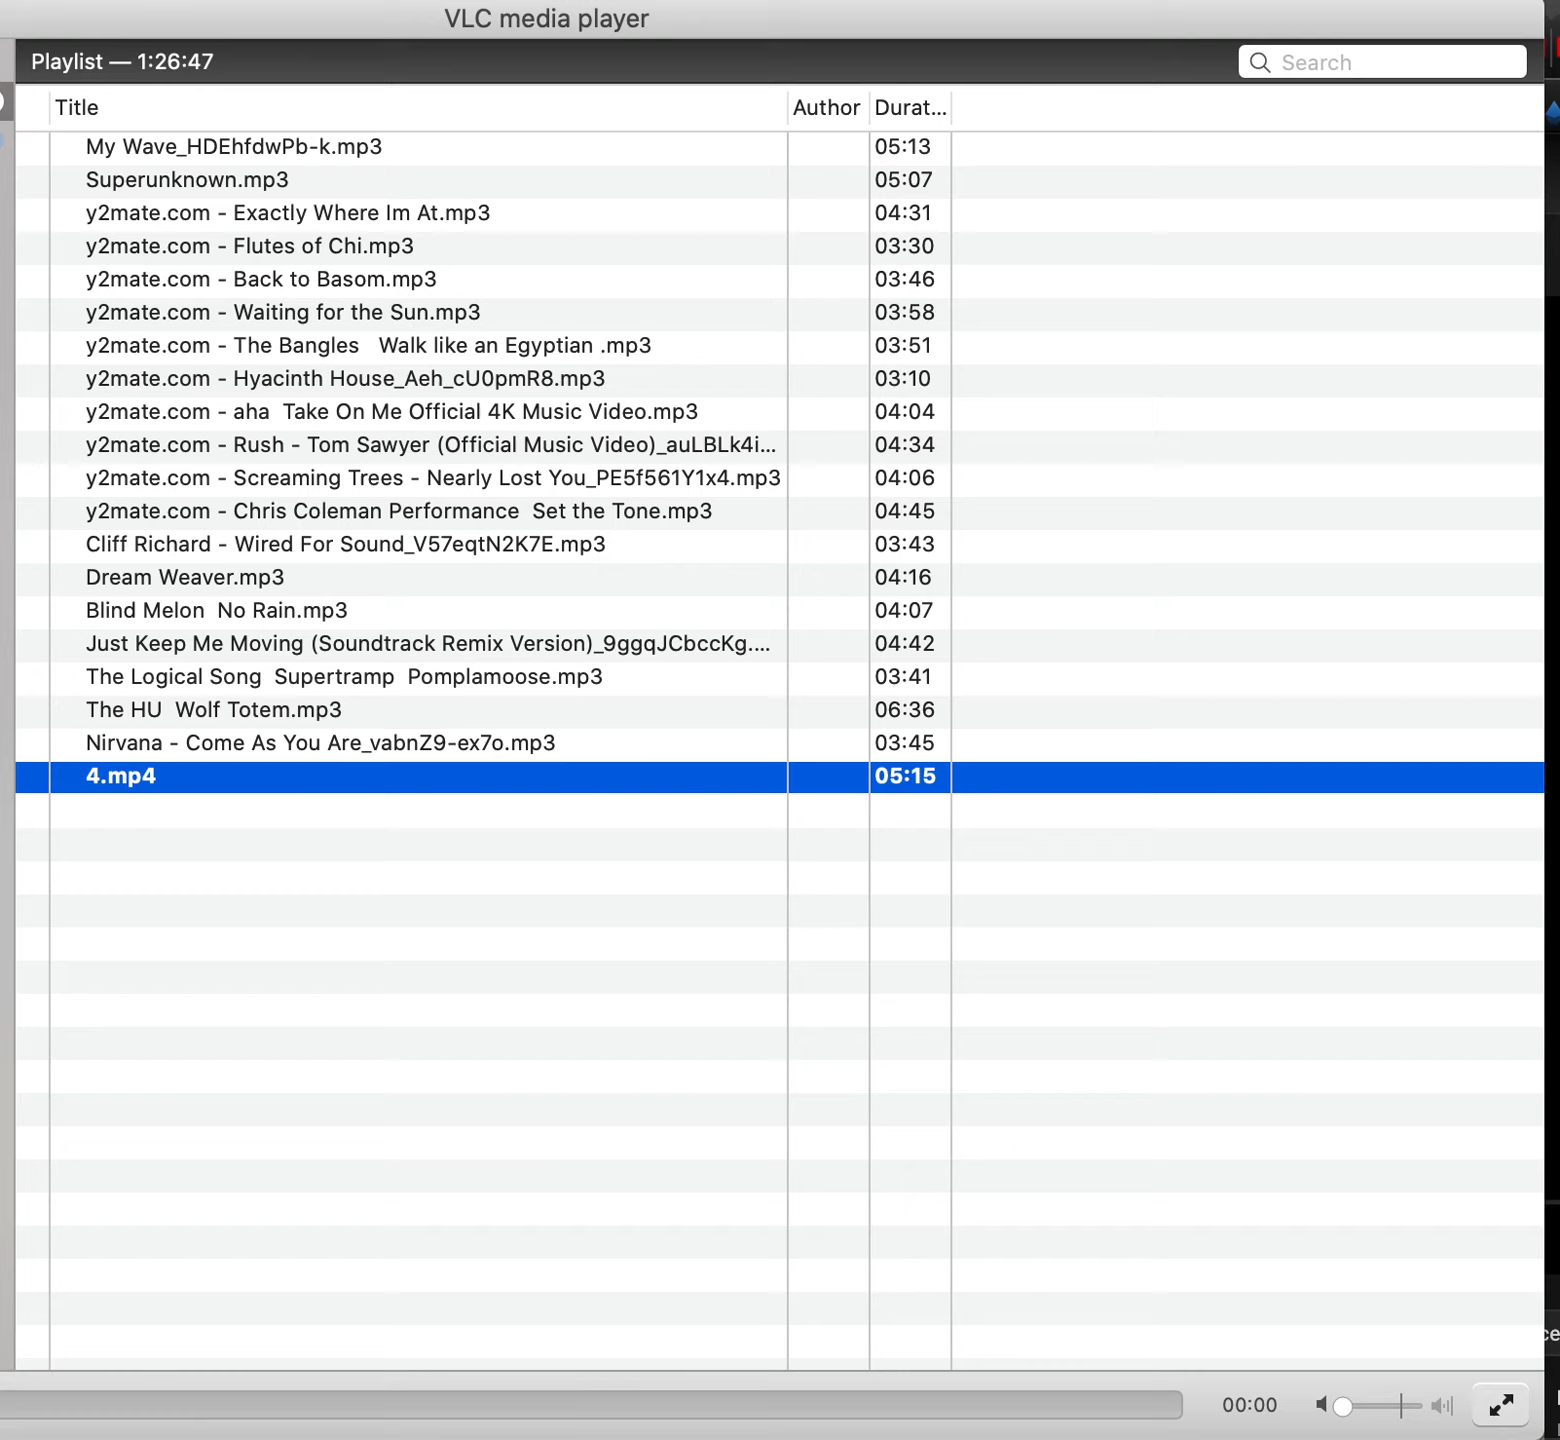 VLC media player
Playlist — 1:26:47
Search
Title Author Durat...
My Wave_HDEhfdwPb-k.mp3 05:13
Superunknown.mp3 05:07
y2mate.com - Exactly Where Im At.mp3 04:31
y2mate.com - Flutes of Chi.mp3 03:30
y2mate.com - Back to Basom.mp3 03:46
y2mate.com - Waiting for the Sun.mp3 03:58
y2mate.com - The Bangles   Walk like an Egyptian .mp3 03:51
y2mate.com - Hyacinth House_Aeh_cU0pmR8.mp3 03:10
y2mate.com - aha  Take On Me Official 4K Music Video.mp3 04:04
y2mate.com - Rush - Tom Sawyer (Official Music Video)_auLBLk4i... 04:34
y2mate.com - Screaming Trees - Nearly Lost You_PE5f561Y1x4.mp3 04:06
y2mate.com - Chris Coleman Performance  Set the Tone.mp3 04:45
Cliff Richard - Wired For Sound_V57eqtN2K7E.mp3 03:43
Dream Weaver.mp3 04:16
Blind Melon  No Rain.mp3 04:07
Just Keep Me Moving (Soundtrack Remix Version)_9ggqJCbccKg.... 04:42
The Logical Song  Supertramp  Pomplamoose.mp3 03:41
The HU  Wolf Totem.mp3 06:36
Nirvana - Come As You Are_vabnZ9-ex7o.mp3 03:45
4.mp4 05:15
00:00